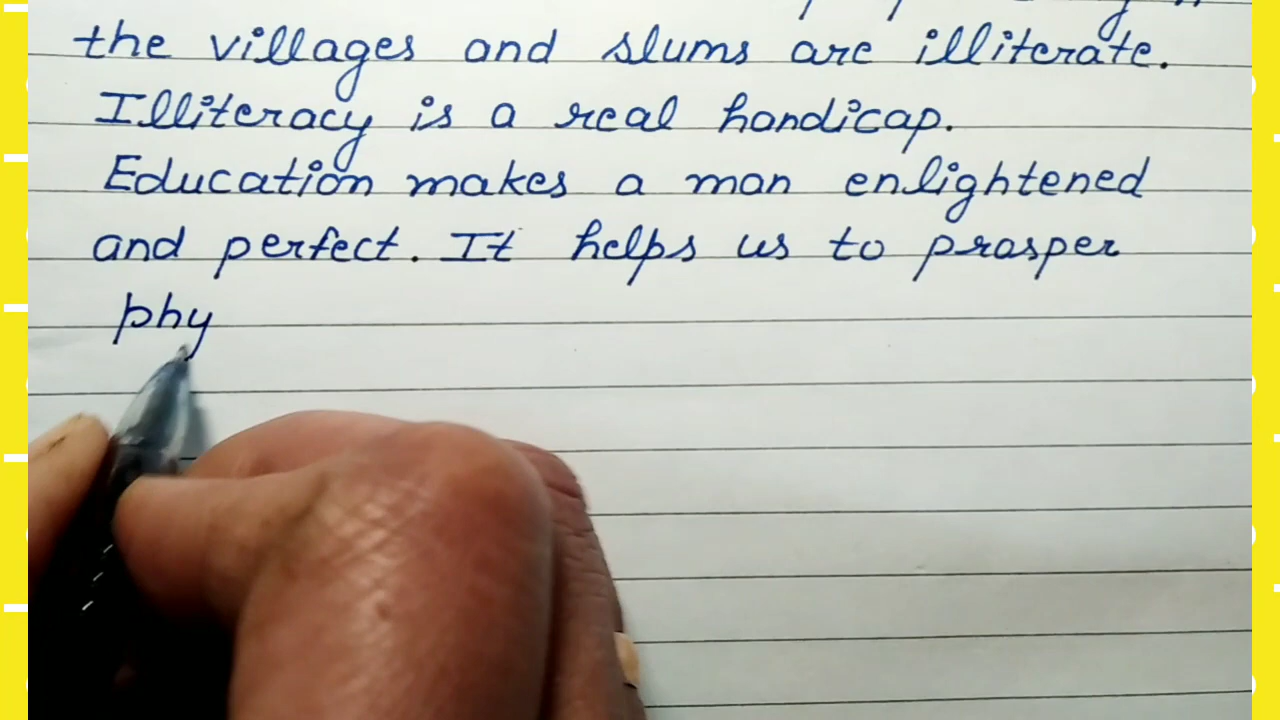 the villages and slums are illiterate.
Illiteracy is a real handicap.
Education makes a man enlightened
and perfect. It helps us to prosper
phy